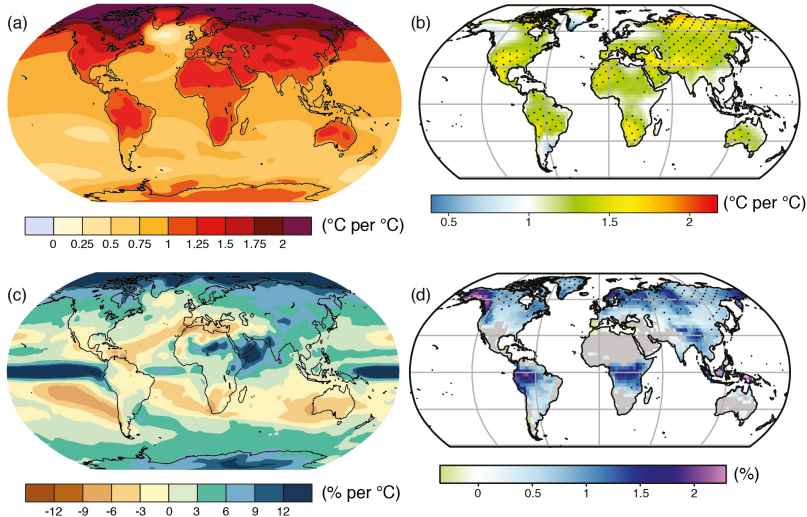 (a)
(b)
0 0.25 0.5 0.75 1 1.25 1.5 1.75 2 (°C per °C)
0.5 1 1.5 2 (°C per °C)
(c)
(d)
-12 -9 -6 -3 0 3 6 9 12 (% per °C)
0 0.5 1 1.5 2 (%)